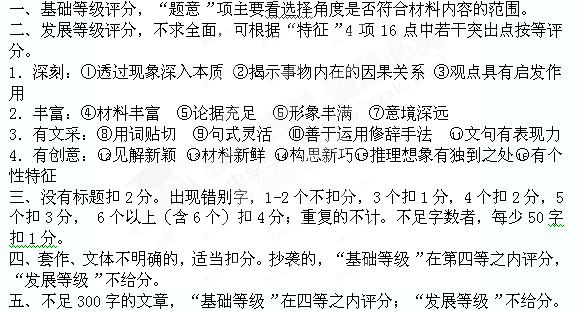 一、基础等级评分，“题意”项主要看选择角度是否符合材料内容的范围。
二、发展等级评分，不求全面，可根据“特征”4 项 16 点中若干突出点按等评
分。
1．深刻：①透过现象深入本质 ②揭示事物内在的因果关系 ③观点具有启发作
用
2．丰富：④材料丰富 ⑤论据充足 ⑥形象丰满 ⑦意境深远
3．有文采：⑧用词贴切 ⑨句式灵活 ⑩善于运用修辞手法 ⑪文句有表现力
4．有创意：⑫见解新颖 ⑬材料新鲜 ⑭构思新巧⑮推理想象有独到之处⑯有个
性特征
三、没有标题扣 2 分。出现错别字，1-2 个不扣分，3 个扣 1 分，4 个扣 2 分，5
个扣 3 分， 6 个以上（含 6 个）扣 4 分；重复的不计。不足字数者，每少 50 字
扣 1 分。
四、套作、文体不明确的，适当扣分。抄袭的，“基础等级”在第四等之内评分，
“发展等级”不给分。
五、不足 300 字的文章，“基础等级”在四等之内评分；“发展等级”不给分。